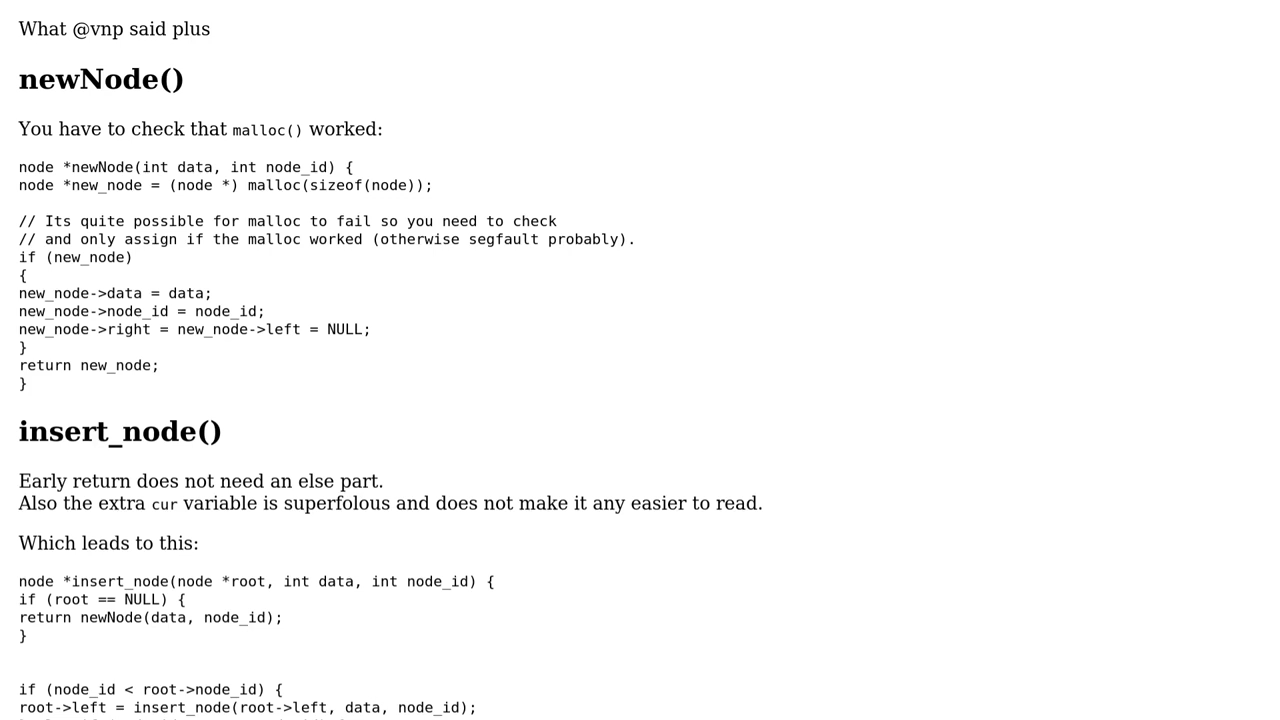 What @vnp said plus
newNode()
You have to check that malloc() worked:
node *newNode(int data, int node_id) {
node *new_node = (node *) malloc(sizeof(node));
// Its quite possible for malloc to fail so you need to check
// and only assign if the malloc worked (otherwise segfault probably).
if (new_node)
{
new_node->data = data;
new_node->node_id = node_id;
new_node->right = new_node->left = NULL;
}
return new_node;
}
insert_node()
Early return does not need an else part.
Also the extra cur variable is superfolous and does not make it any easier to read.
Which leads to this:
node *insert_node(node *root, int data, int node_id) {
if (root == NULL) {
return newNode(data, node_id);
}
if (node_id < root->node_id) {
root->left = insert_node(root->left, data, node_id);